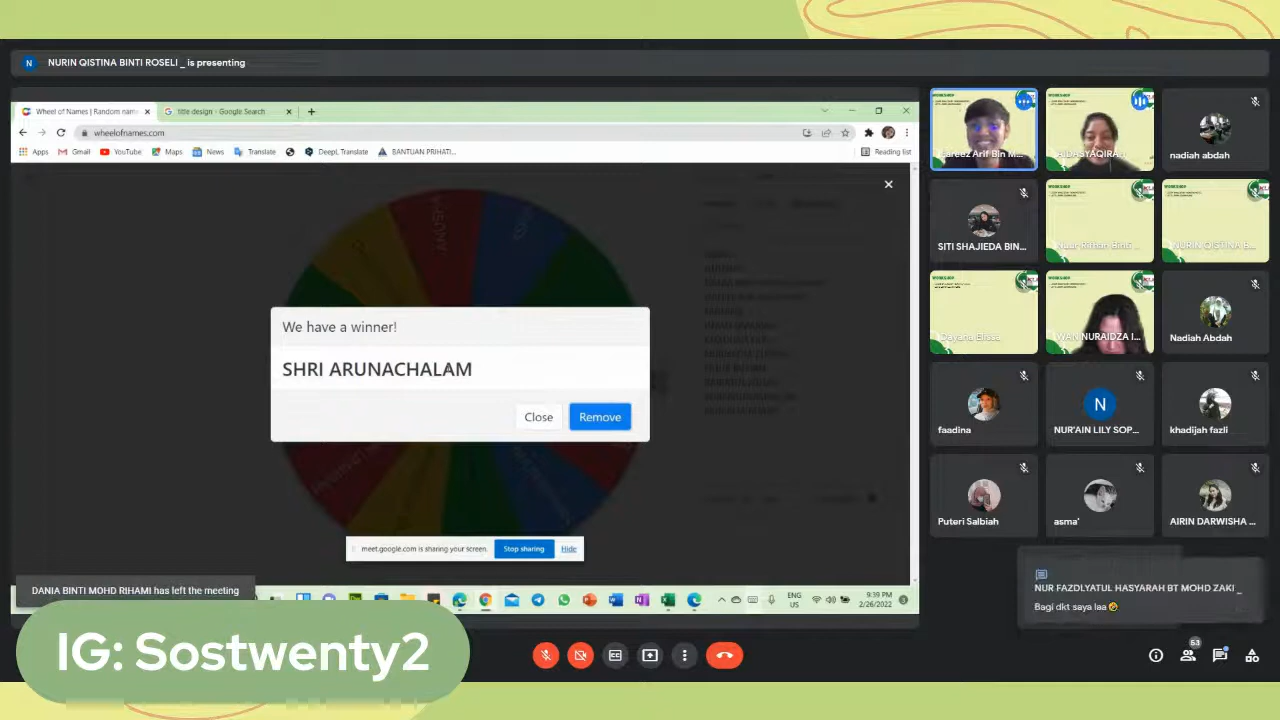 NURIN QISTINA BINTI ROSELI _ is presenting
Wheel of Names | Random nam
title design - Google Search
wheelofnames.com
Apps
Gmail
YouTube
Maps
News
Translate
DeepL Translate
BANTUAN PRIHATI...
Reading list
We have a winner!
SHRI ARUNACHALAM
Close
Remove
meet.google.com is sharing your screen.
Stop sharing
Hide
DANIA BINTI MOHD RIHAMI has left the meeting
ENG
US
9:39 PM
2/26/2022
nadiah abdah
SITI SHAJIEDA BIN...
NURIN QISTINA B...
Dayana Elissa
WAN NURAIDZA I...
Nadiah Abdah
faadina
N
NUR'AIN LILY SOP...
khadijah fazli
Puteri Salbiah
asma'
AIRIN DARWISHA ...
NUR FAZDLYATUL HASYARAH BT MOHD ZAKI _
Bagi dkt saya laa🤣
53
IG: Sostwenty2